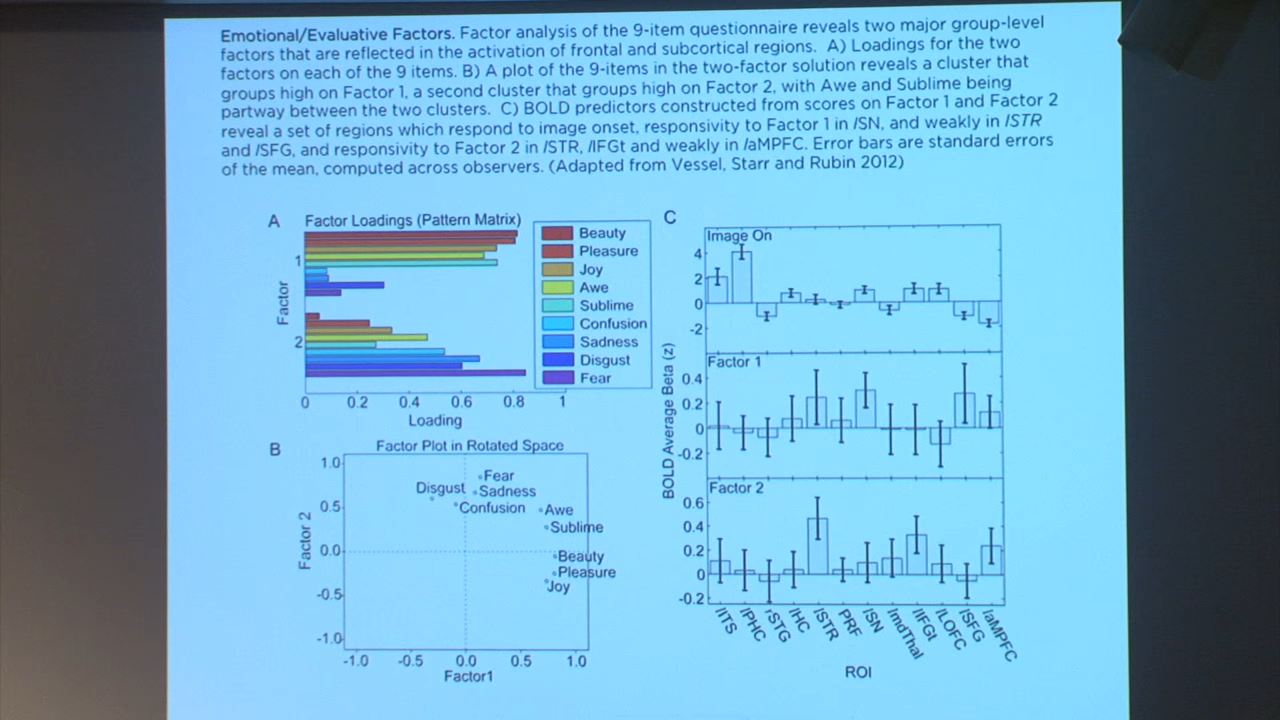 Emotional/Evaluative Factors. Factor analysis of the 9-item questionnaire reveals two major group-level
factors that are reflected in the activation of frontal and subcortical regions. A) Loadings for the two
factors on each of the 9 items. B) A plot of the 9-items in the two-factor solution reveals a cluster that
groups high on Factor 1, a second cluster that groups high on Factor 2, with Awe and Sublime being
partway between the two clusters. C) BOLD predictors constructed from scores on Factor 1 and Factor 2
reveal a set of regions which respond to image onset, responsivity to Factor 1 in lSN, and weakly in lSTR
and lSFG, and responsivity to Factor 2 in lSTR, lIFGt and weakly in laMPFC. Error bars are standard errors
of the mean, computed across observers. (Adapted from Vessel, Starr and Rubin 2012)
A
Factor Loadings (Pattern Matrix)
Factor
1
2
0 0.2 0.4 0.6 0.8 1
Loading
Beauty
Pleasure
Joy
Awe
Sublime
Confusion
Sadness
Disgust
Fear
B
Factor Plot in Rotated Space
Factor 2
1.0
0.5
0.0
-0.5
-1.0
Fear
Disgust
Sadness
Confusion
Awe
Sublime
Beauty
Pleasure
Joy
-1.0 -0.5 0.0 0.5 1.0
Factor1
C
BOLD Average Beta (z)
Image On
4
2
0
-2
Factor 1
0.4
0.2
0
-0.2
Factor 2
0.6
0.4
0.2
0
-0.2
lITS lPHC rSTG lHC lSTR PRF lSN lmdThal lIFGt lLOFC lSFG laMPFC
ROI